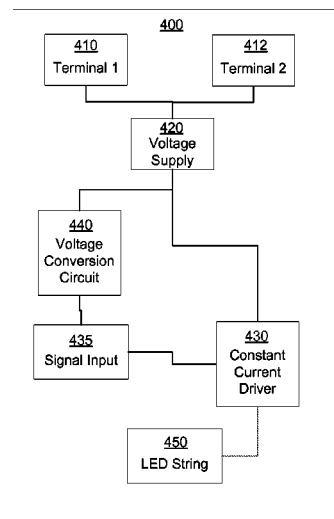 400
410
Terminal 1
412
Terminal 2
420
Voltage
Supply
440
Voltage
Conversion
Circuit
435
Signal Input
430
Constant
Current
Driver
450
LED String